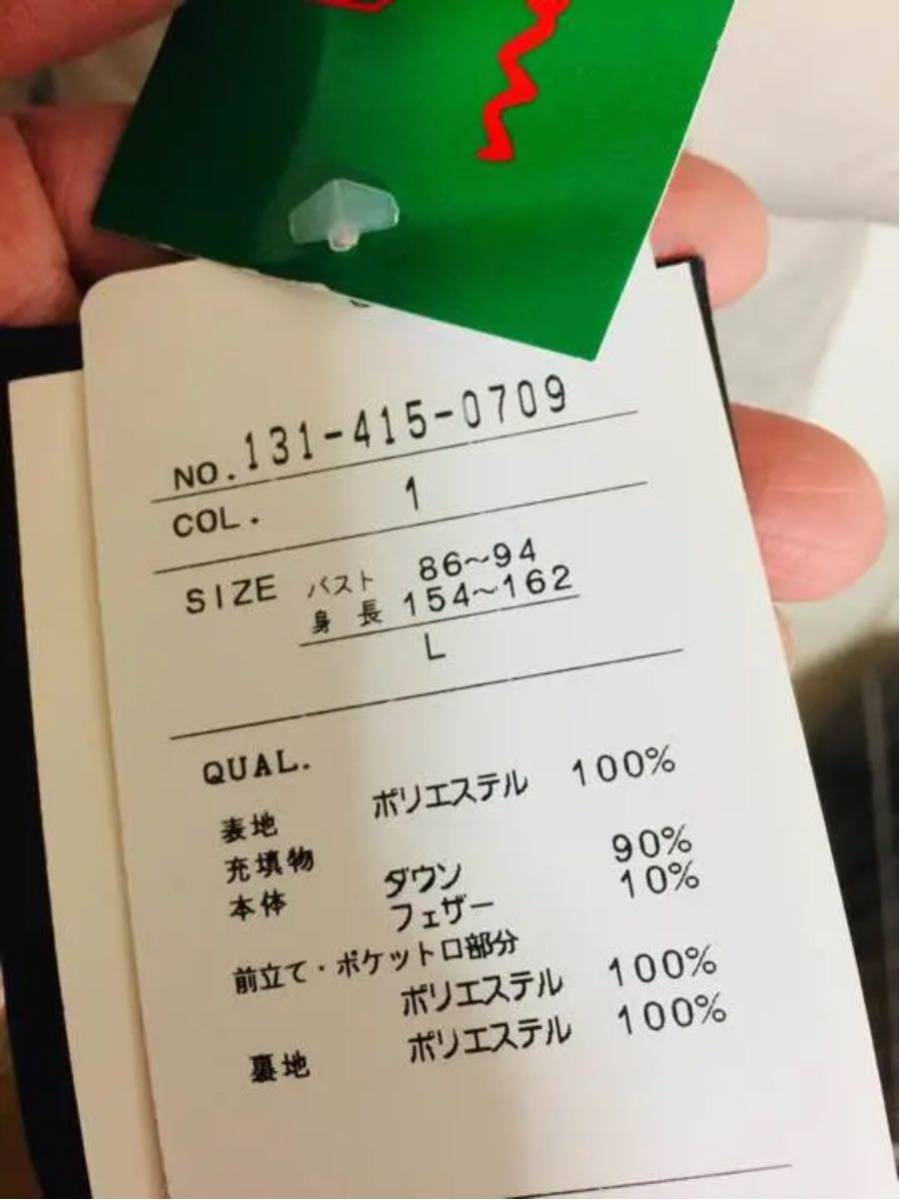 NO.131-415-0709
COL. 1
SIZE バスト 86〜94
身長 154〜162
L
QUAL.
表地 ポリエステル 100%
充填物
本体 ダウン 90%
フェザー 10%
前立て・ポケット口部分
ポリエステル 100%
裏地 ポリエステル 100%